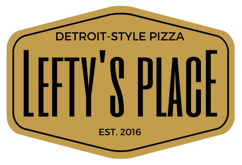 DETROIT-STYLE PIZZA
LEFTY'S PLACE
EST. 2016